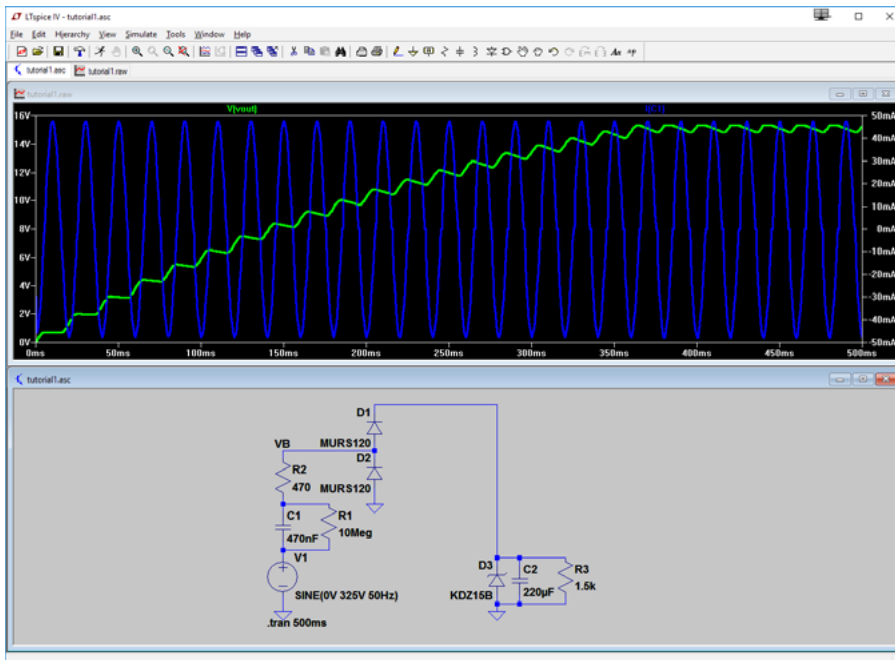 LTspice IV - tutorial1.asc
File Edit Hierarchy View Simulate Tools Window Help
tutorial1.asc tutorial1.raw
tutorial1.raw
V(vout) I(C1)
16V 50mA
14V 40mA
12V 30mA
20mA
10V 10mA
8V 0mA
-10mA
6V
-20mA
4V
-30mA
2V -40mA
0V -50mA
0ms 50ms 100ms 150ms 200ms 250ms 300ms 350ms 400ms 450ms 500ms
tutorial1.asc
D1
VB MURS120
R2 D2
470
MURS120
C1 R1
470nF 10Meg
V1
D3 C2 R3
SINE(0V 325V 50Hz) KDZ15B 220µF 1.5k
.tran 500ms